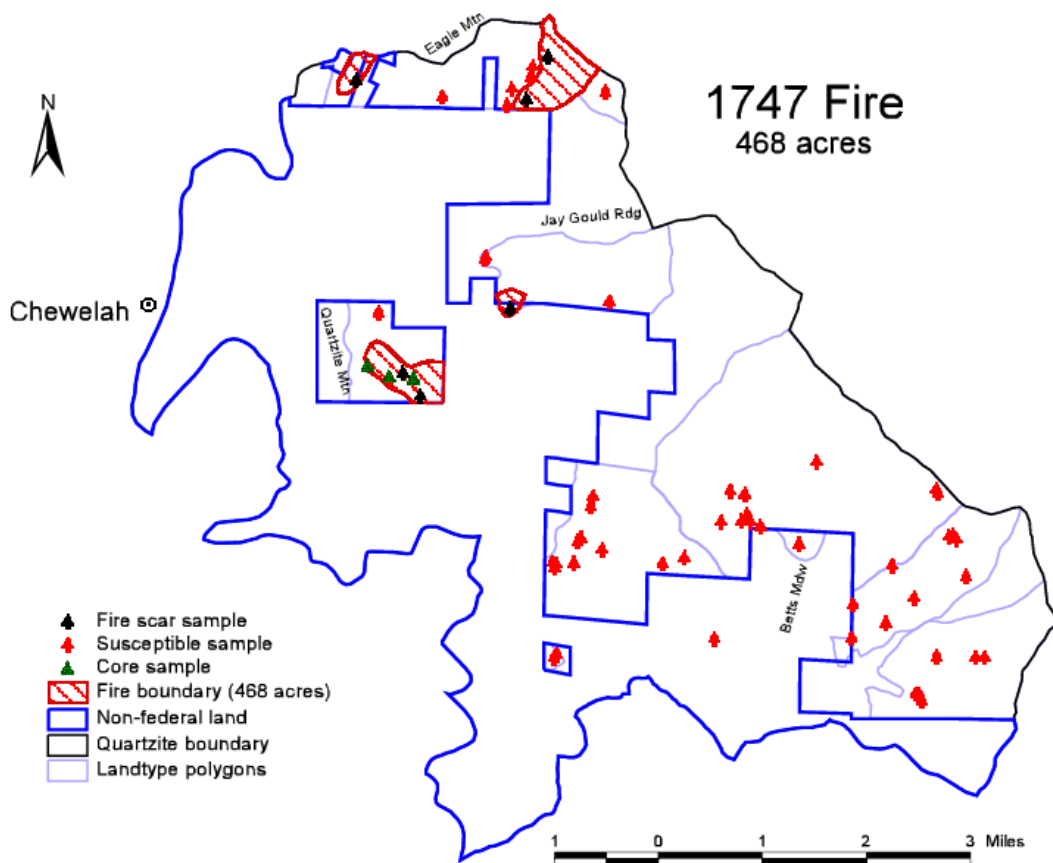 Eagle Mtn
N
1747 Fire
468 acres
Jay Gould Rdg
Chewelah
Quartzite Mtn
Betts Mdw
Fire scar sample
Susceptible sample
Core sample
Fire boundary (468 acres)
Non-federal land
Quartzite boundary
Landtype polygons
1 0 1 2 3 Miles